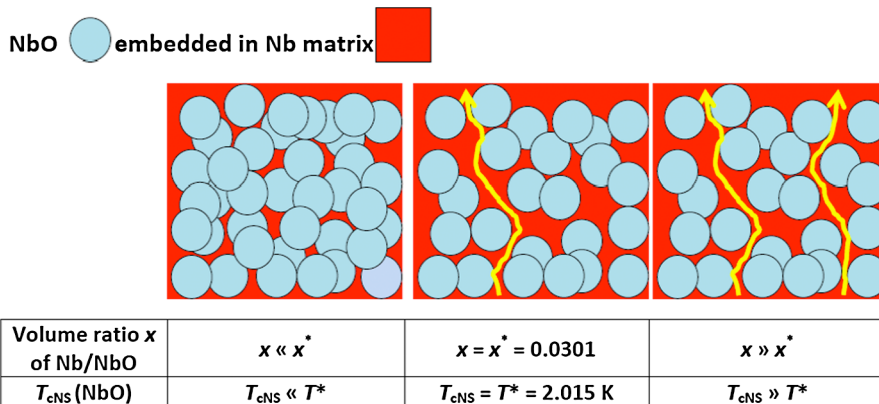 NbO embedded in Nb matrix
Volume ratio x of Nb/NbO
x « x*
x = x* = 0.0301
x » x*
TcNS (NbO)
TcNS « T*
TcNS = T* = 2.015 K
TcNS » T*